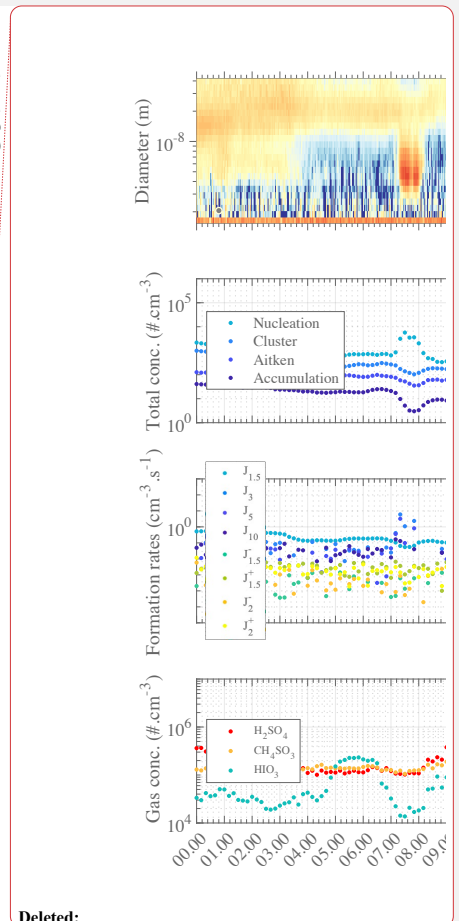 Diameter (m)
10⁻⁸
Total conc. (#.cm⁻³)
10⁵
10⁰
Nucleation
Cluster
Aitken
Accumulation
Formation rates (cm⁻³.s⁻¹)
10⁰
J₁.₅
J₃
J₅
J₁₀
J⁻₁.₅
J⁺₁.₅
J₂⁻
J₂⁺
Gas conc. (#.cm⁻³)
10⁶
10⁴
H₂SO₄
CH₄SO₃
HIO₃
00.00 01.00 02.00 03.00 04.00 05.00 06.00 07.00 08.00
Deleted: